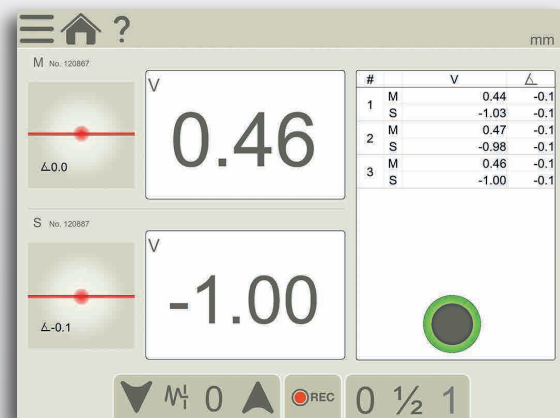 ?
mm
M No. 120867
V
0.46
∡0.0
S No. 120887
V
-1.00
∡-0.1
# V ∡
1 M 0.44 -0.1
S -1.03 -0.1
2 M 0.47 -0.1
S -0.98 -0.1
3 M 0.46 -0.1
S -1.00 -0.1
0 REC 0 ½ 1